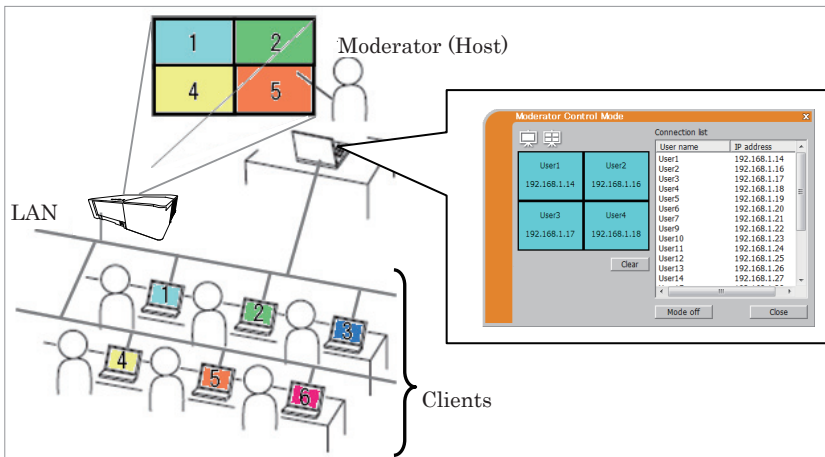 1 2
4 5
Moderator (Host)
LAN
1
2
3
4
5
6
Clients
Moderator Control Mode x
Connection list
User name IP address
User1 192.168.1.14
User2 192.168.1.16
User3 192.168.1.17
User4 192.168.1.18
User5 192.168.1.19
User6 192.168.1.20
User7 192.168.1.21
User9 192.168.1.22
User10 192.168.1.23
User11 192.168.1.24
User12 192.168.1.25
User13 192.168.1.26
User14 192.168.1.27
User1
192.168.1.14
User2
192.168.1.16
User3
192.168.1.17
User4
192.168.1.18
Clear
Mode off Close